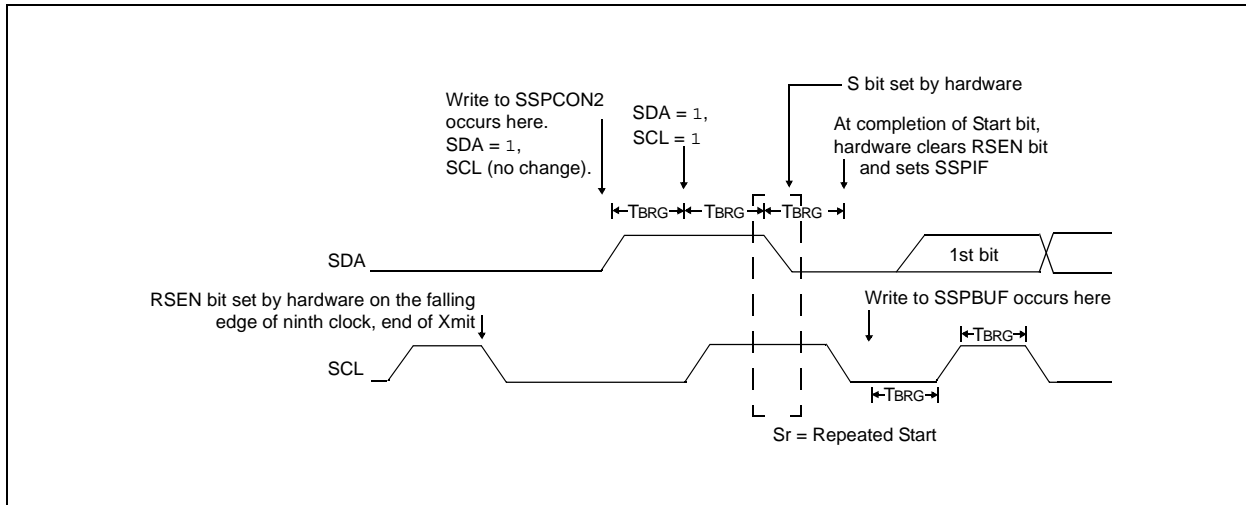 S bit set by hardware
Write to SSPCON2
occurs here.
SDA = 1,
SCL (no change).
SDA = 1,
SCL = 1
At completion of Start bit,
hardware clears RSEN bit
and sets SSPIF
TBRG
TBRG
TBRG
SDA
1st bit
RSEN bit set by hardware on the falling
edge of ninth clock, end of Xmit
Write to SSPBUF occurs here
TBRG
SCL
TBRG
Sr = Repeated Start